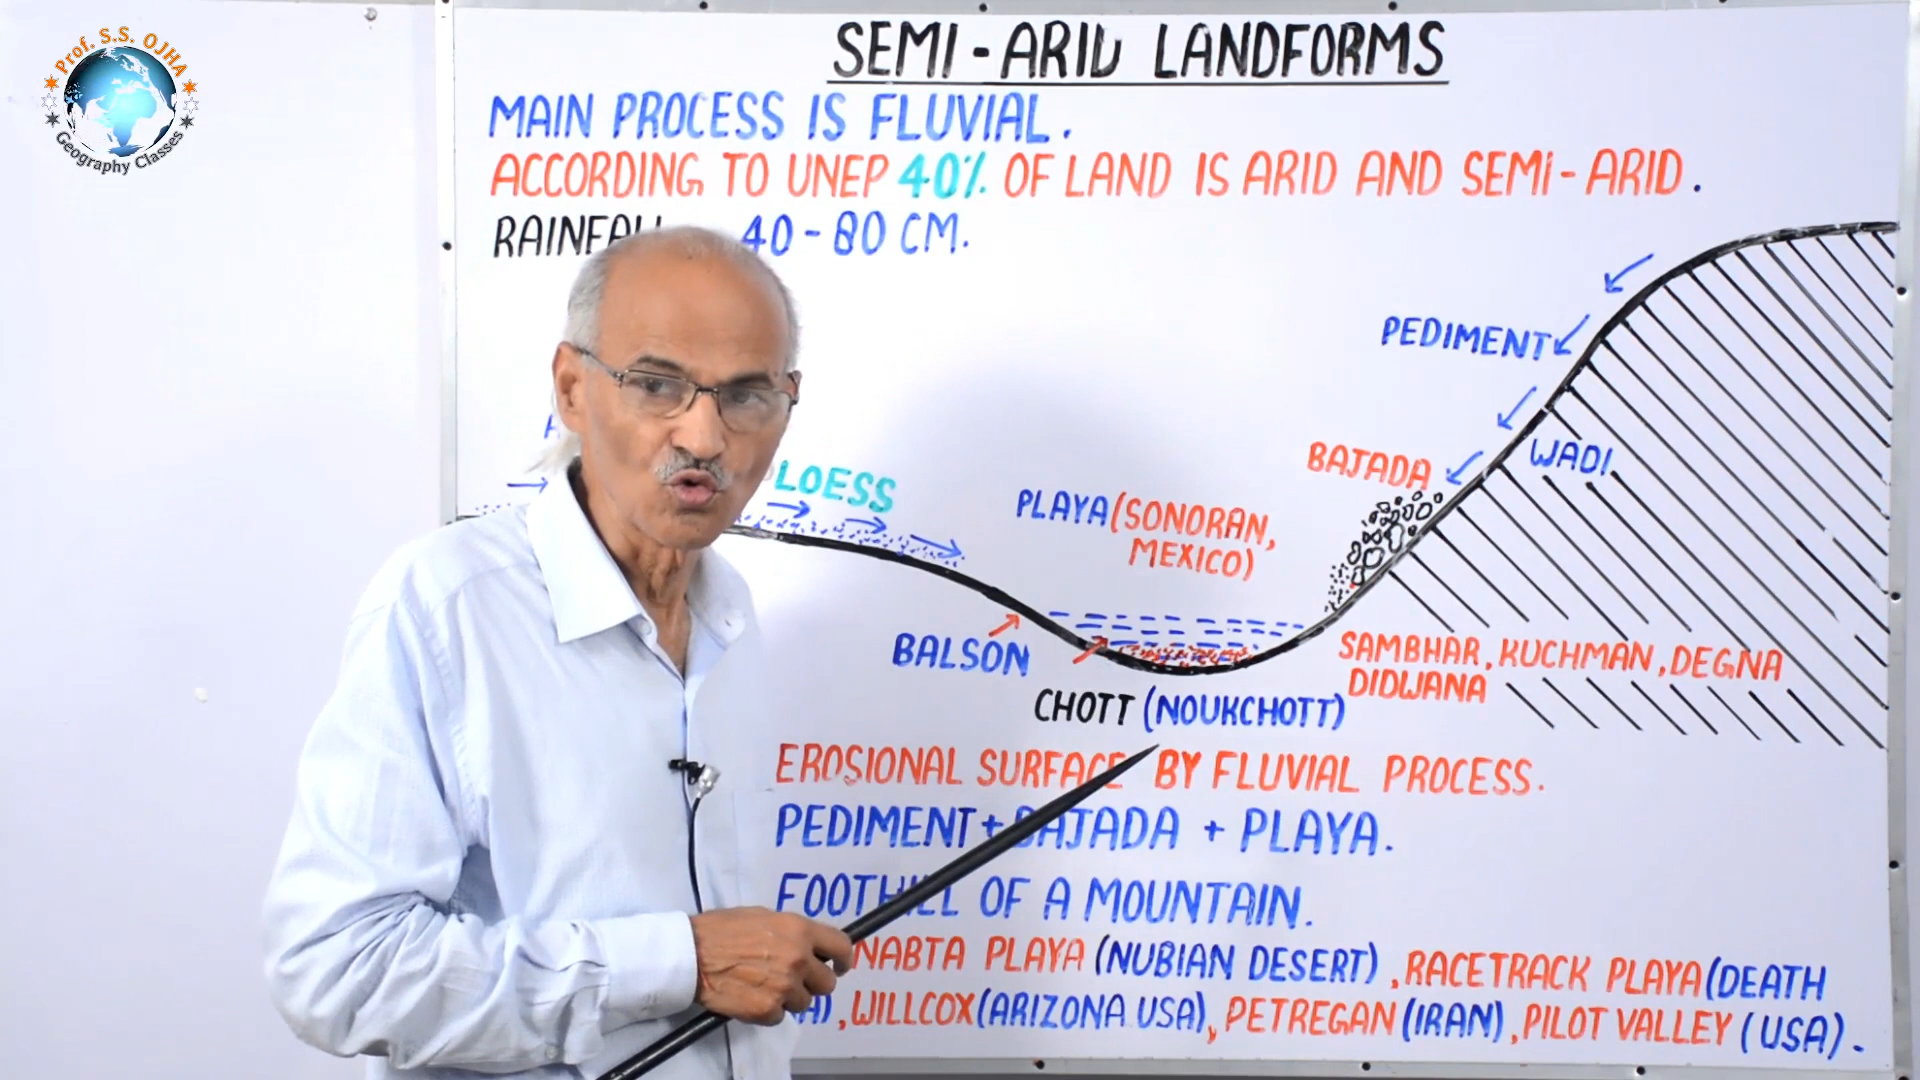 Prof. S.S. OJHA
Geography Classes
SEMI-ARID LANDFORMS
MAIN PROCESS IS FLUVIAL.
ACCORDING TO UNEP 40% OF LAND IS ARID AND SEMI-ARID.
40-80 CM.
PEDIMENT
BAJADA
WADI
LOESS
PLAYA (SONORAN,
MEXICO)
BALSON
SAMBHAR, KUCHMAN, DEGNA
DIDWANA
CHOTT (NOUKCHOTT)
EROSIONAL SURFACE BY FLUVIAL PROCESS.
PEDIMENT + BAJADA + PLAYA.
FOOTHILL OF A MOUNTAIN.
NABTA PLAYA (NUBIAN DESERT), RACETRACK PLAYA (DEATH
, WILLCOX (ARIZONA USA), PETREGAN (IRAN), PILOT VALLEY (USA).